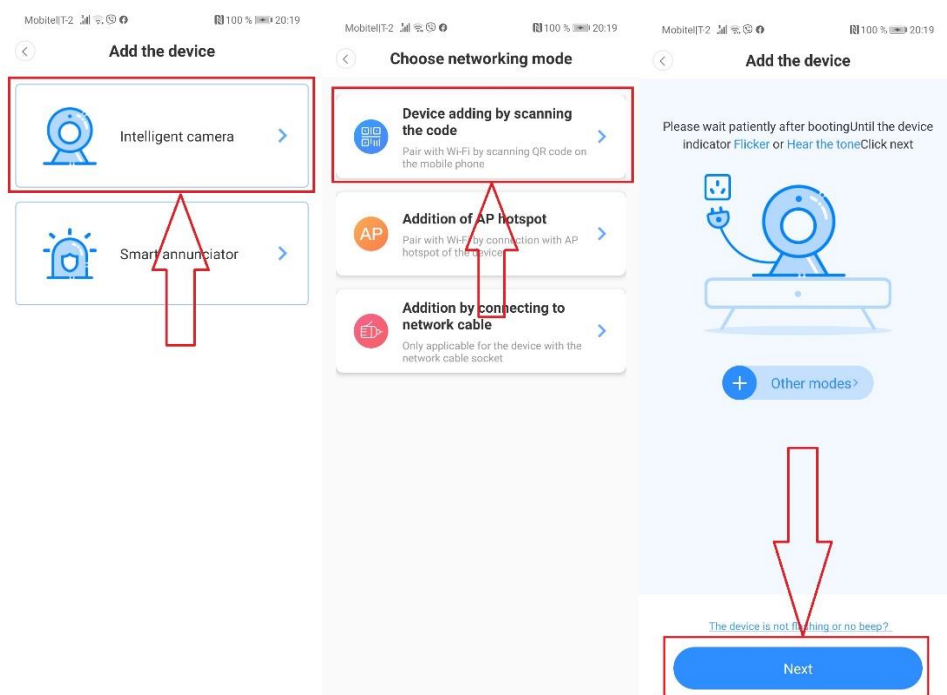 Mobitel|T-2 100 % 20:19
Add the device
Intelligent camera
Smart annunciator
Mobitel|T-2 100 % 20:19
Choose networking mode
Device adding by scanning
the code
Pair with Wi-Fi by scanning QR code on
the mobile phone
AP
Addition of AP hotspot
Pair with Wi-Fi by connection with AP
hotspot of the device
Addition by connecting to
network cable
Only applicable for the device with the
network cable socket
Mobitel|T-2 100 % 20:19
Add the device
Please wait patiently after bootingUntil the device
indicator Flicker or Hear the toneClick next
Other modes>
The device is not flashing or no beep?
Next